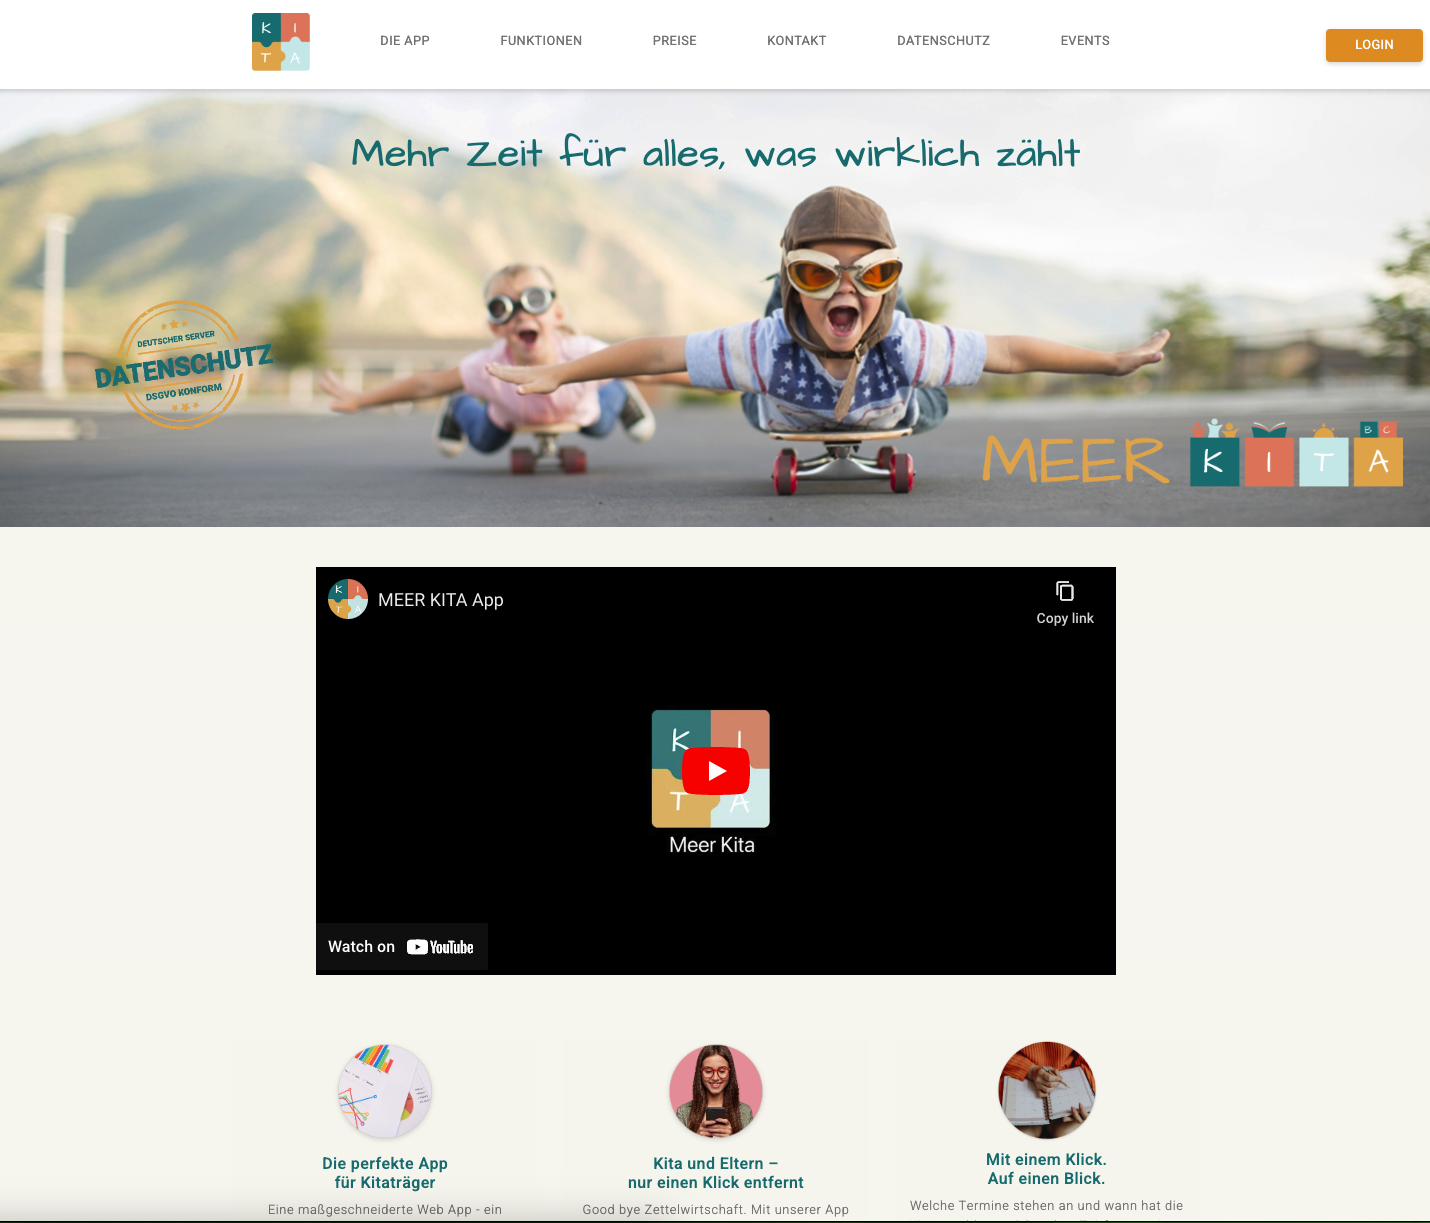 K I
T A
DIE APP FUNKTIONEN PREISE KONTAKT DATENSCHUTZ EVENTS LOGIN
Mehr Zeit für alles, was wirklich zählt
DEUTSCHER SERVER
DATENSCHUTZ
DSGVO KONFORM
B C
MEER K I T A
K I
T A
MEER KITA App
Copy link
K I
T A
Meer Kita
Watch on YouTube
Die perfekte App
für Kitaträger
Eine maßgeschneiderte Web App - ein
Kita und Eltern –
nur einen Klick entfernt
Good bye Zettelwirtschaft. Mit unserer App
Mit einem Klick.
Auf einen Blick.
Welche Termine stehen an und wann hat die